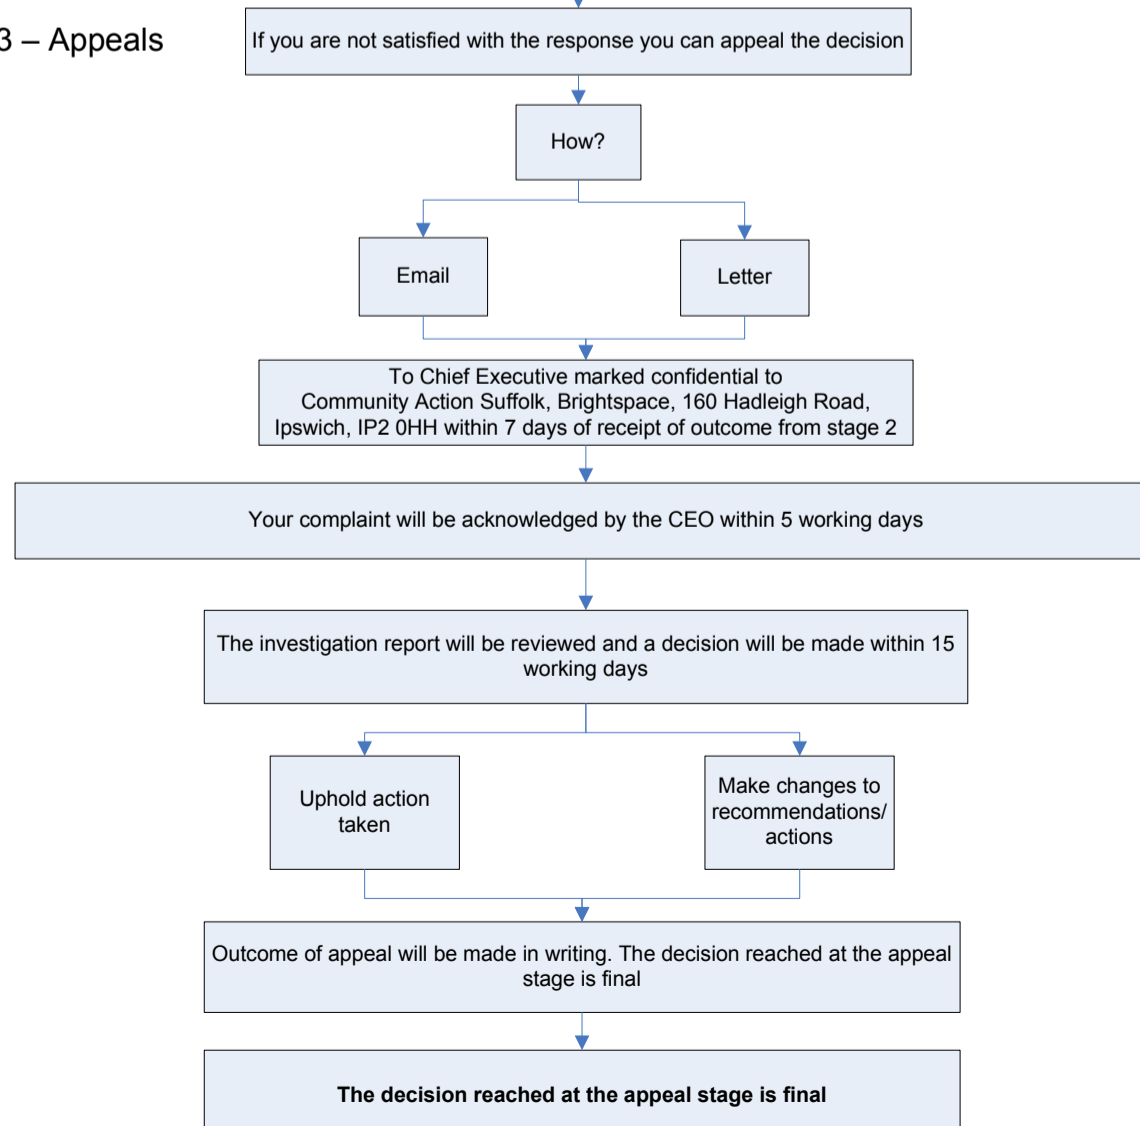 3 – Appeals
If you are not satisfied with the response you can appeal the decision
How?
Email
Letter
To Chief Executive marked confidential to
Community Action Suffolk, Brightspace, 160 Hadleigh Road,
Ipswich, IP2 0HH within 7 days of receipt of outcome from stage 2
Your complaint will be acknowledged by the CEO within 5 working days
The investigation report will be reviewed and a decision will be made within 15
working days
Uphold action
taken
Make changes to
recommendations/
actions
Outcome of appeal will be made in writing. The decision reached at the appeal
stage is final
The decision reached at the appeal stage is final